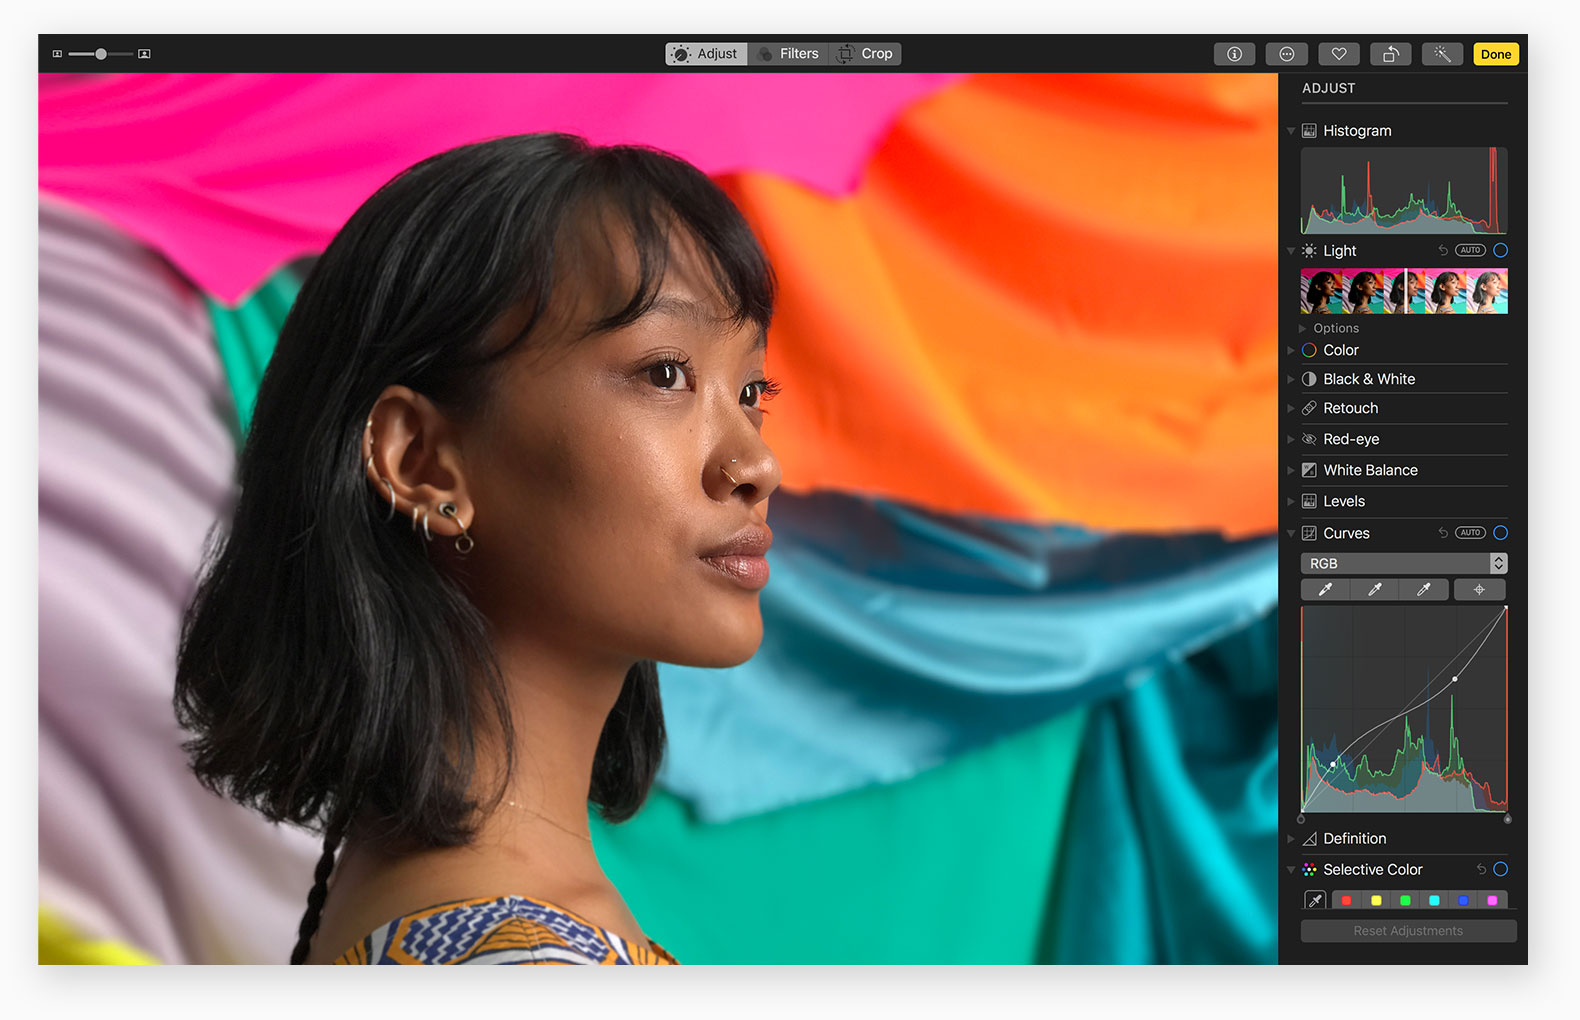 Adjust
Filters
Crop
Done
ADJUST
Histogram
Light
AUTO
Options
Color
Black & White
Retouch
Red-eye
White Balance
Levels
Curves
AUTO
RGB
Definition
Selective Color
Reset Adjustments